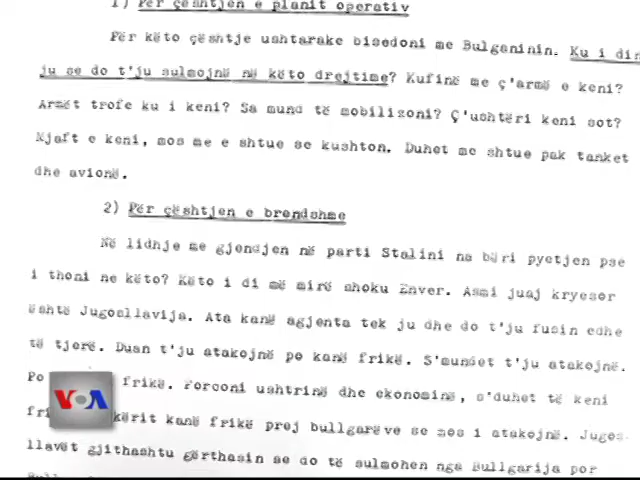 1) Për çështjen e planit operativ
Për këto çështje ushtarake bisedoni me Bulganinin. Ku i din
ju se do t'ju sulmojnë në këto drejtime? Kufinë me ç'armë e keni?
Armët trofe ku i keni? Sa mund të mobilizoni? Ç'ushtëri keni sot?
Mjaft e keni, mos me e shtue se kushton. Duhet me shtue pak tanket
dhe avionë.
2) Për çështjen e brendshme
Në lidhje me gjendjen në parti Stalini na bëri pyetjen pse
i thoni ne këto? Këto i di më mirë shoku Enver. Asmi juaj kryesor
është Jugosllavija. Ata kanë agjenta tek ju dhe do t'ju fusin edhe
të tjerë. Duan t'ju atakojnë po kanë frikë. S'mundet t'ju atakojnë.
Po frikë. Forconi ushtrinë dhe ekonominë, s'duhet të keni
kanë frikë prej bullgarëve se mos i atakojnë. Jugos-
llavët gjithashtu gërthasin se do të sulmohen nga Bullgarija por
VOA